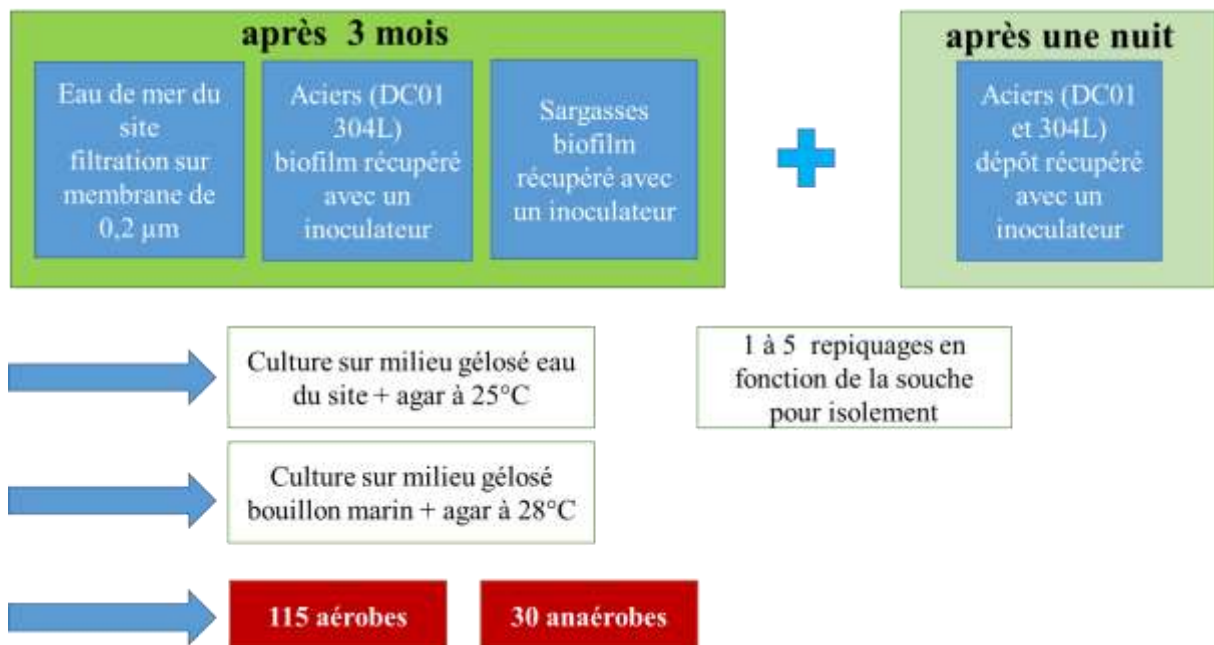 après 3 mois
Eau de mer du
site
filtration sur
membrane de
0,2 µm
Aciers (DC01
304L)
biofilm récupéré
avec un
inoculateur
Sargasses
biofilm
récupéré avec
un inoculateur
après une nuit
Aciers (DC01
et 304L)
dépôt récupéré
avec un
inoculateur
Culture sur milieu gélosé eau
du site + agar à 25°C
1 à 5 repiquages en
fonction de la souche
pour isolement
Culture sur milieu gélosé
bouillon marin + agar à 28°C
115 aérobes
30 anaérobes